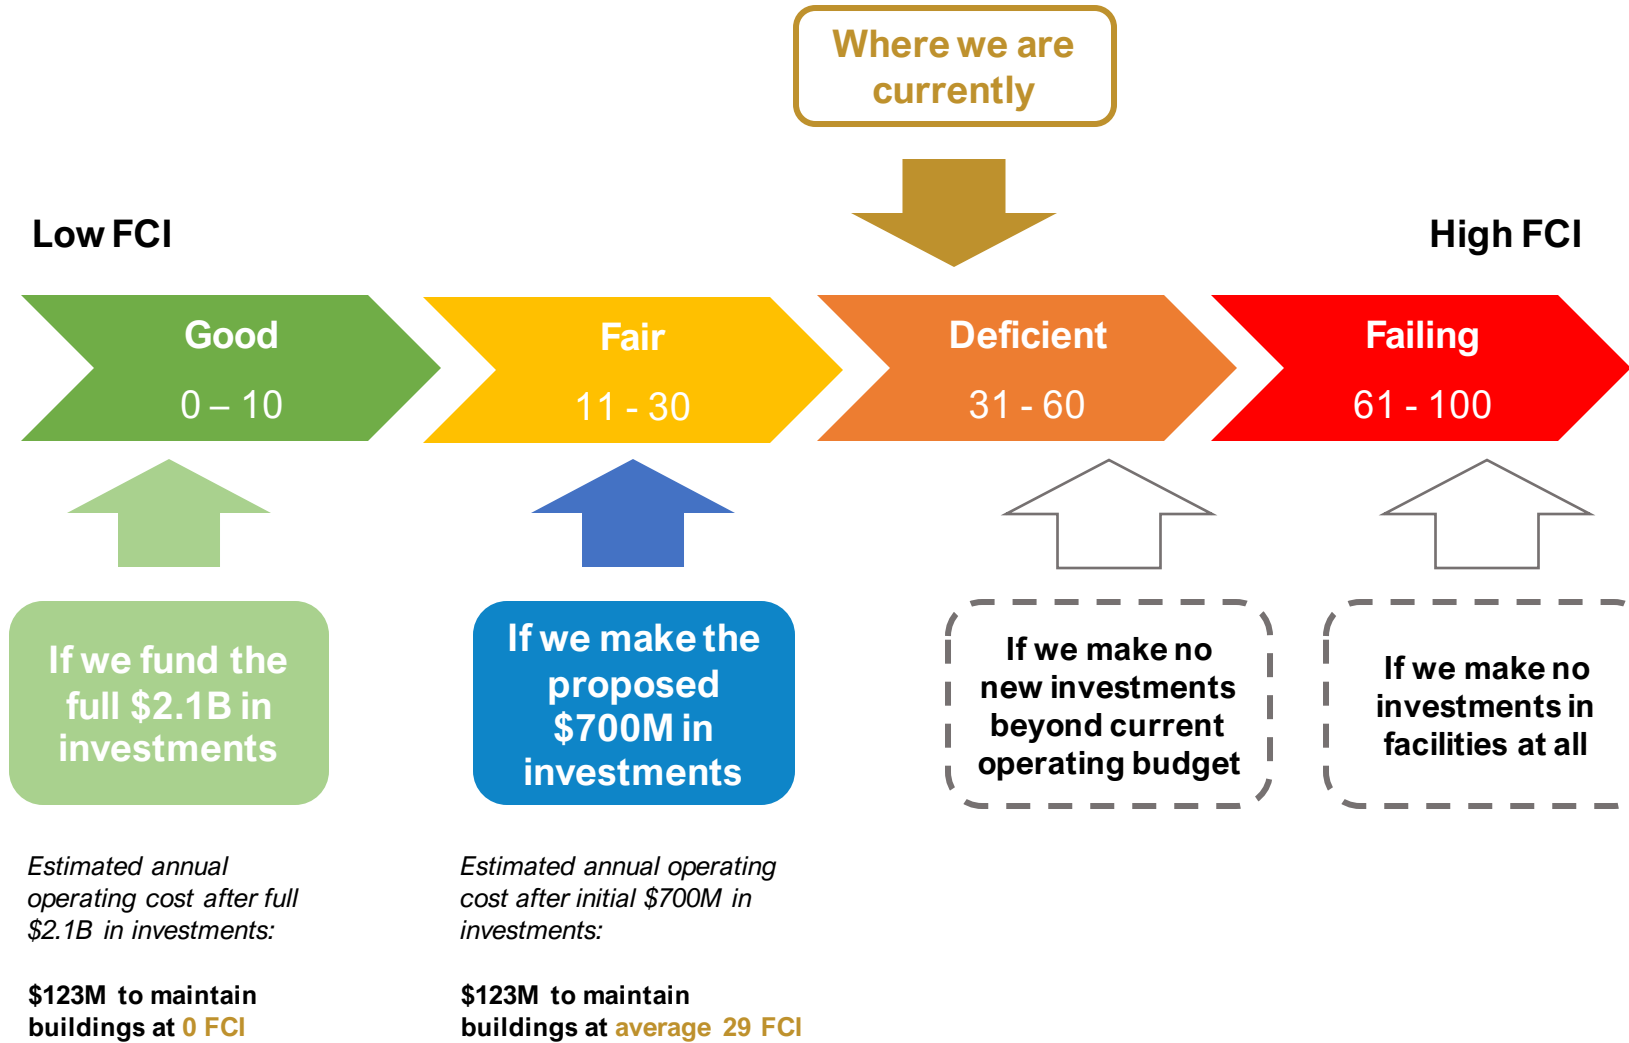 Where we are
currently
Low FCI
High FCI
Good
0 – 10
Fair
11 - 30
Deficient
31 - 60
Failing
61 - 100
If we fund the
full $2.1B in
investments
If we make the
proposed
$700M in
investments
If we make no
new investments
beyond current
operating budget
If we make no
investments in
facilities at all
Estimated annual
operating cost after full
$2.1B in investments:
$123M to maintain
buildings at 0 FCI
Estimated annual operating
cost after initial $700M in
investments:
$123M to maintain
buildings at average 29 FCI